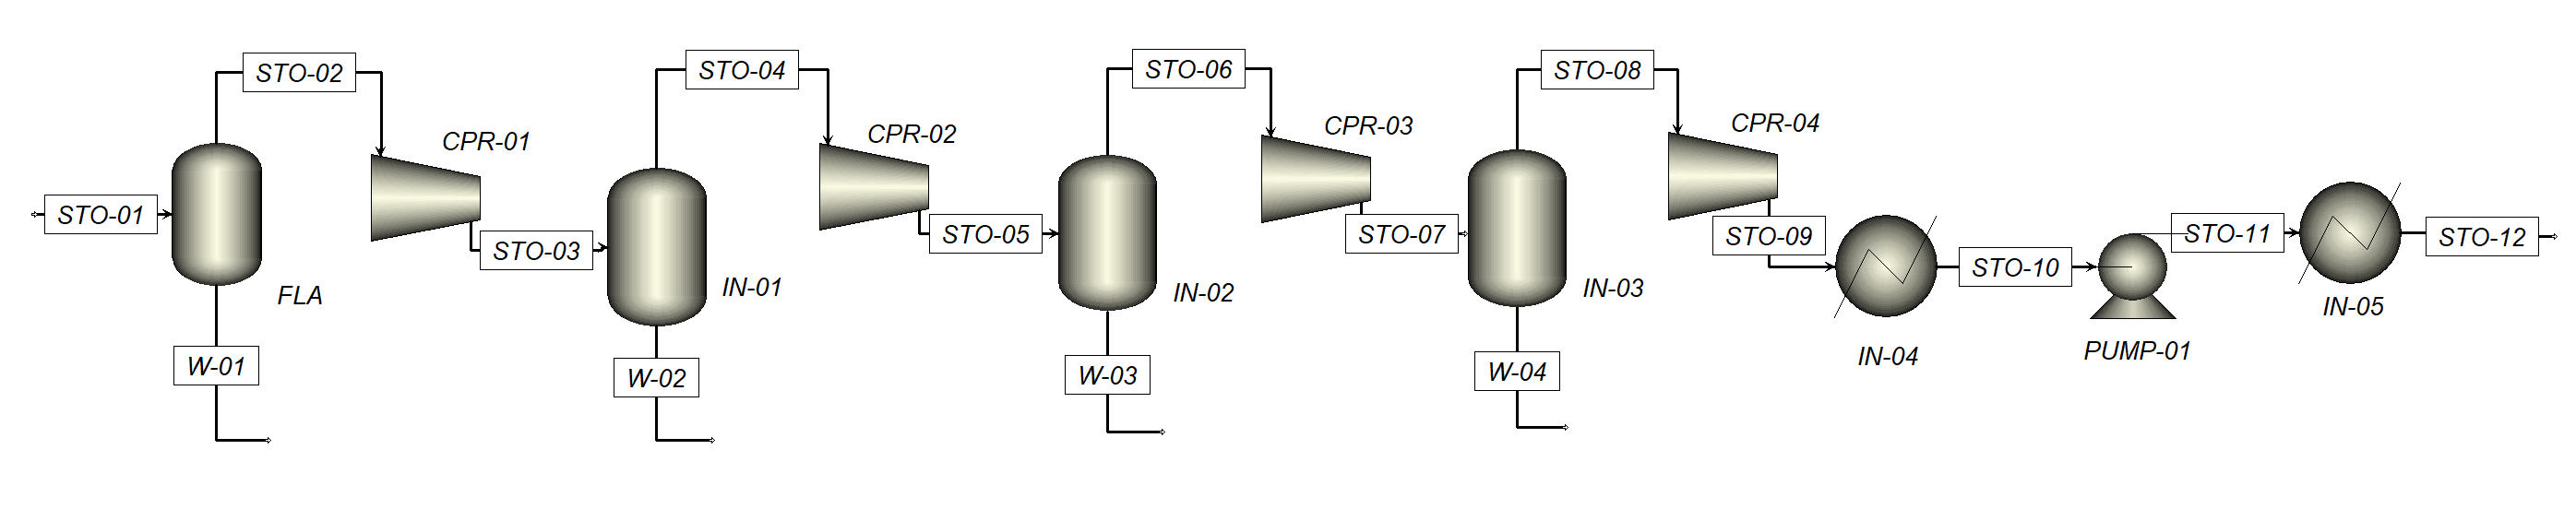 STO-01
FLA
W-01
STO-02
CPR-01
STO-03
IN-01
W-02
STO-04
CPR-02
STO-05
IN-02
W-03
STO-06
CPR-03
STO-07
IN-03
W-04
STO-08
CPR-04
STO-09
IN-04
STO-10
PUMP-01
STO-11
IN-05
STO-12